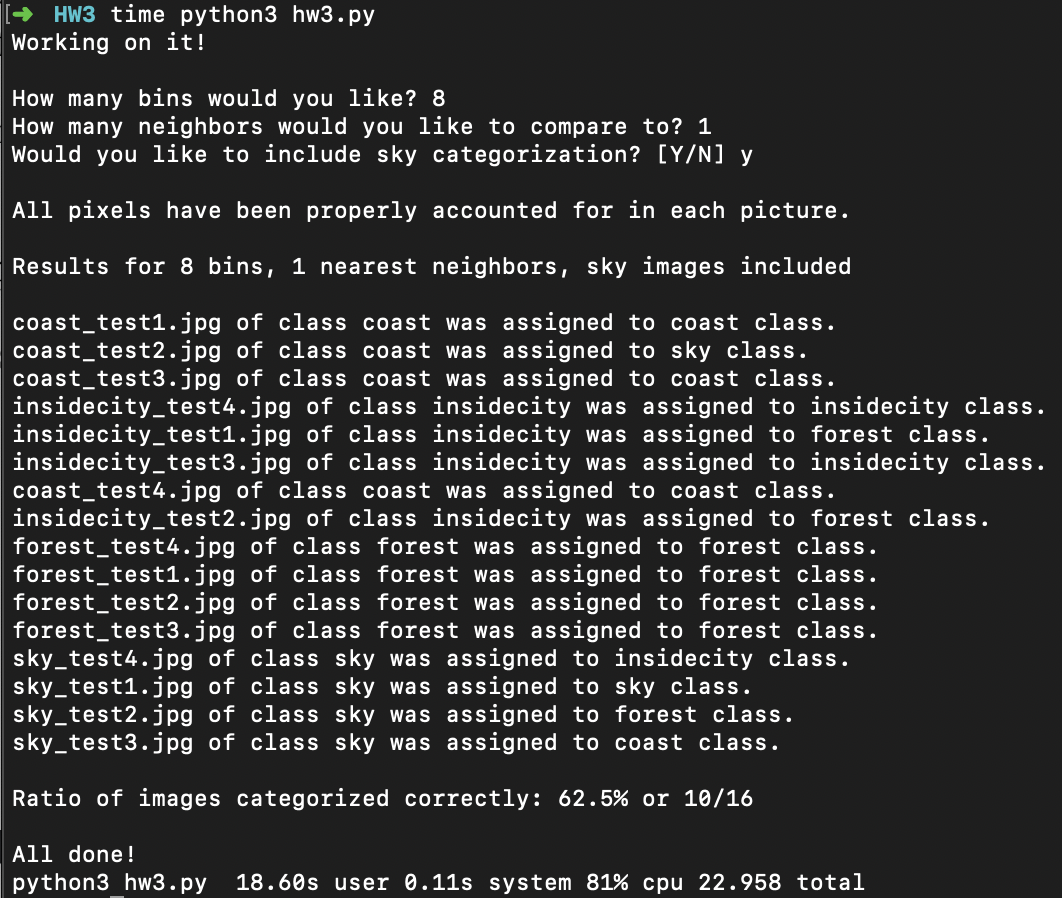 [➜ HW3 time python3 hw3.py
Working on it!
How many bins would you like? 8
How many neighbors would you like to compare to? 1
Would you like to include sky categorization? [Y/N] y
All pixels have been properly accounted for in each picture.
Results for 8 bins, 1 nearest neighbors, sky images included
coast_test1.jpg of class coast was assigned to coast class.
coast_test2.jpg of class coast was assigned to sky class.
coast_test3.jpg of class coast was assigned to coast class.
insidecity_test4.jpg of class insidecity was assigned to insidecity class.
insidecity_test1.jpg of class insidecity was assigned to forest class.
insidecity_test3.jpg of class insidecity was assigned to insidecity class.
coast_test4.jpg of class coast was assigned to coast class.
insidecity_test2.jpg of class insidecity was assigned to forest class.
forest_test4.jpg of class forest was assigned to forest class.
forest_test1.jpg of class forest was assigned to forest class.
forest_test2.jpg of class forest was assigned to forest class.
forest_test3.jpg of class forest was assigned to forest class.
sky_test4.jpg of class sky was assigned to insidecity class.
sky_test1.jpg of class sky was assigned to sky class.
sky_test2.jpg of class sky was assigned to forest class.
sky_test3.jpg of class sky was assigned to coast class.
Ratio of images categorized correctly: 62.5% or 10/16
All done!
python3 hw3.py  18.60s user 0.11s system 81% cpu 22.958 total